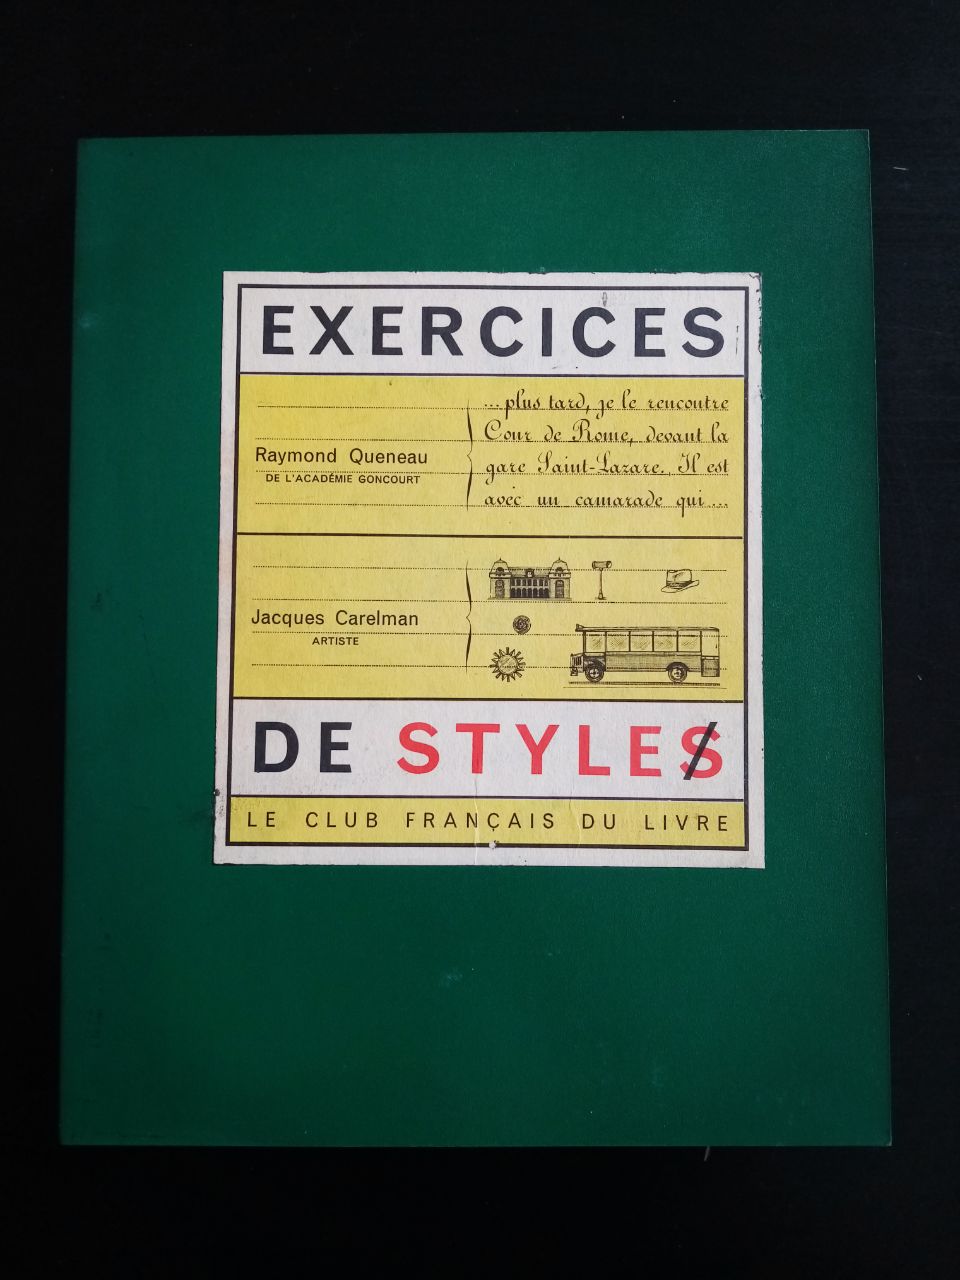 EXERCICES
Raymond Queneau
DE L'ACADÉMIE GONCOURT
... plus tard, je le rencontre
Cour de Rome, devant la
gare Saint-Lazare. Il est
avec un camarade qui ...
Jacques Carelman
ARTISTE
DE STYLES
LE CLUB FRANÇAIS DU LIVRE